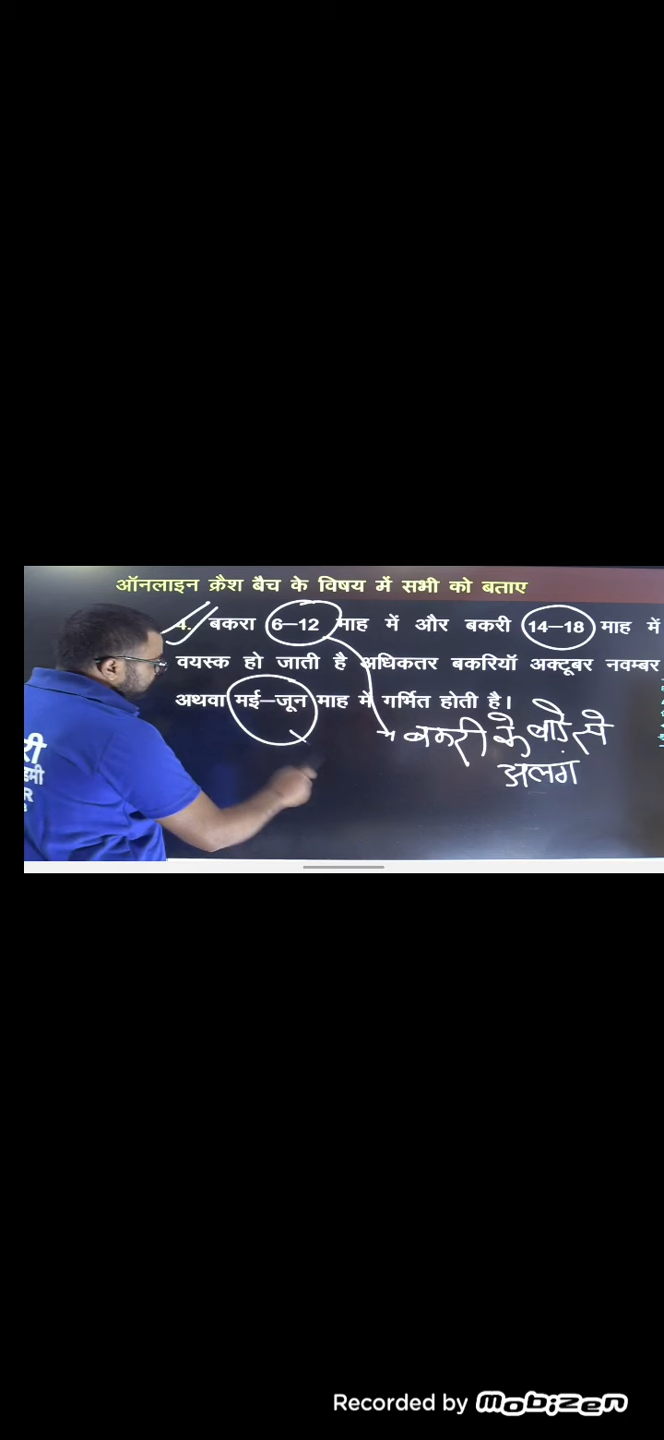 ऑनलाइन क्रैश बैच के विषय में सभी को बताए
4. बकरा 6–12 माह में और बकरी 14–18 माह में
वयस्क हो जाती है अधिकतर बकरियॉ अक्टूबर नवम्बर
अथवा मई–जून माह में गर्भित होती है।
बकरी के बाड़े से
अलग
री
डमी
R
Recorded by Mobizen